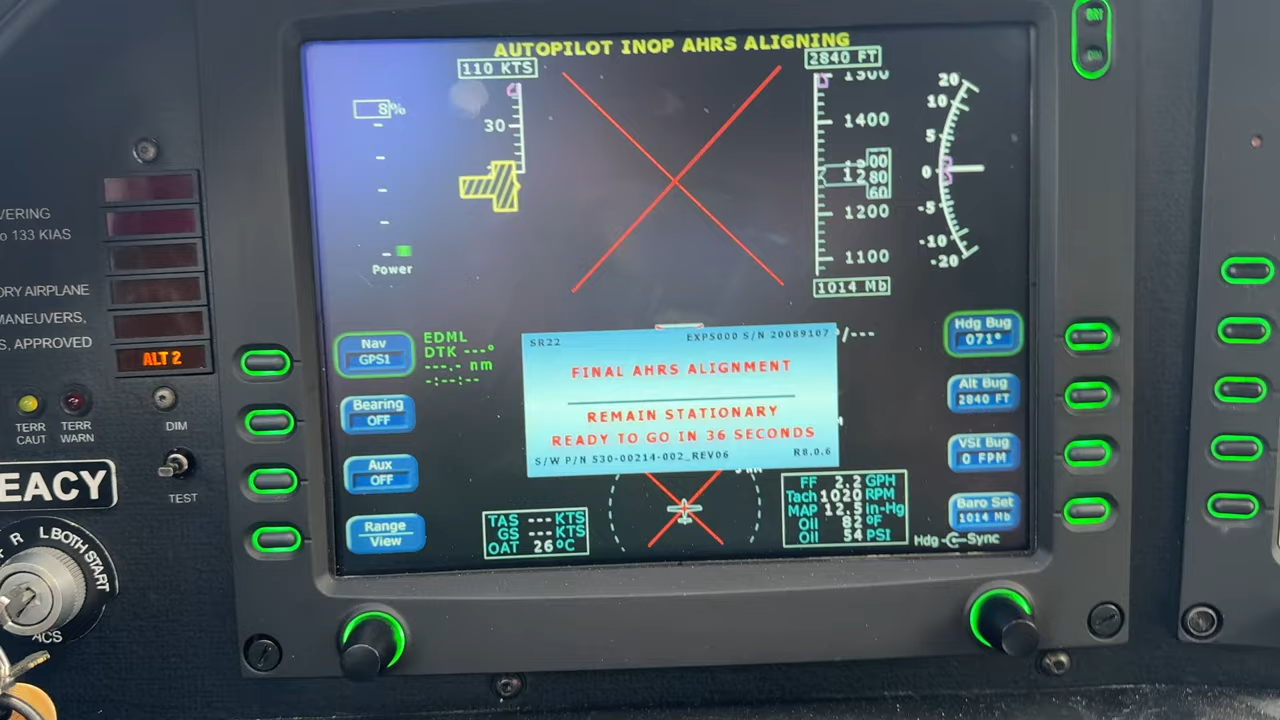 AUTOPILOT INOP AHRS ALIGNING
110 KTS
2840 FT
8%
30
1300
1400
1200
1100
12
00
80
60
20
10
5
0
-5
-10
-20
1014 Mb
Power
VERING
o 133 KIAS
ORY AIRPLANE
MANEUVERS,
S, APPROVED
ALT 2
TERR CAUT
TERR WARN
DIM
TEST
EACY
R L BOTH START
ACS
Nav
GPS1
EDML
DTK ---°
---.- nm
-:--:--
Bearing
OFF
Aux
OFF
Range
View
SR22
EXP5000 S/N 20089107
FINAL AHRS ALIGNMENT
REMAIN STATIONARY
READY TO GO IN 36 SECONDS
S/W P/N 530-00214-002_REV06
R8.0.6
/---
Hdg Bug
071°
Alt Bug
2840 FT
VSI Bug
0 FPM
Baro Set
1014 Mb
Hdg Sync
TAS --- KTS
GS --- KTS
OAT 26°C
FF 2.2 GPH
Tach 1020 RPM
MAP 12.5 in-Hg
Oil 82 °F
Oil 54 PSI